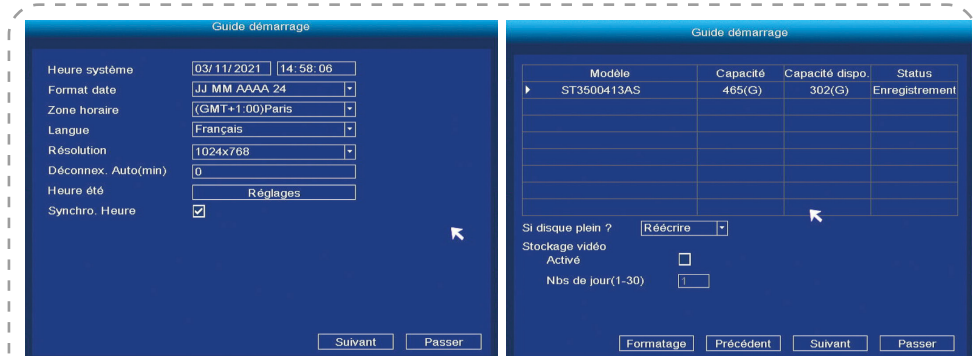 Guide démarrage
Heure système 03/11/2021 14:58:06
Format date JJ MM AAAA 24
Zone horaire (GMT+1:00)Paris
Langue Français
Résolution 1024x768
Déconnex. Auto(min) 0
Heure été Réglages
Synchro. Heure
Suivant Passer
Guide démarrage
Modèle Capacité Capacité dispo. Status
ST3500413AS 465(G) 302(G) Enregistrement
Si disque plein ? Réécrire
Stockage vidéo
Activé
Nbs de jour(1-30) 1
Formatage Précédent Suivant Passer